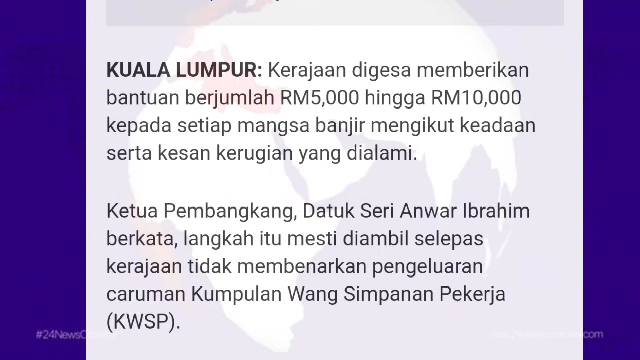 KUALA LUMPUR: Kerajaan digesa memberikan
bantuan berjumlah RM5,000 hingga RM10,000
kepada setiap mangsa banjir mengikut keadaan
serta kesan kerugian yang dialami.
Ketua Pembangkang, Datuk Seri Anwar Ibrahim
berkata, langkah itu mesti diambil selepas
kerajaan tidak membenarkan pengeluaran
caruman Kumpulan Wang Simpanan Pekerja
(KWSP).